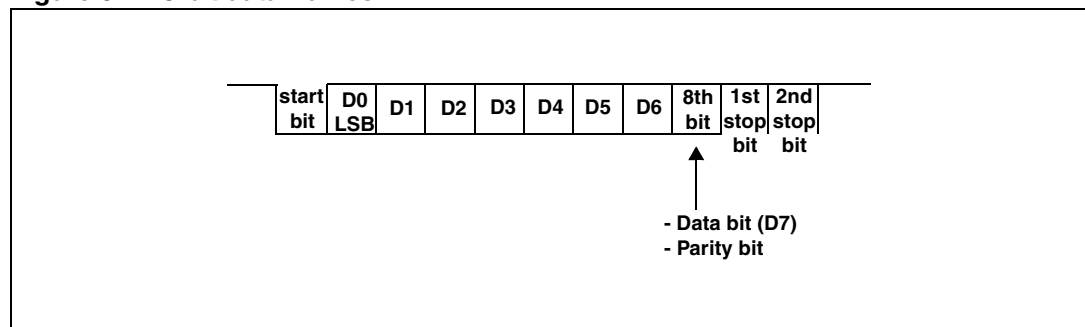 start bit
D0 LSB
D1
D2
D3
D4
D5
D6
8th bit
1st stop bit
2nd stop bit
- Data bit (D7)
- Parity bit